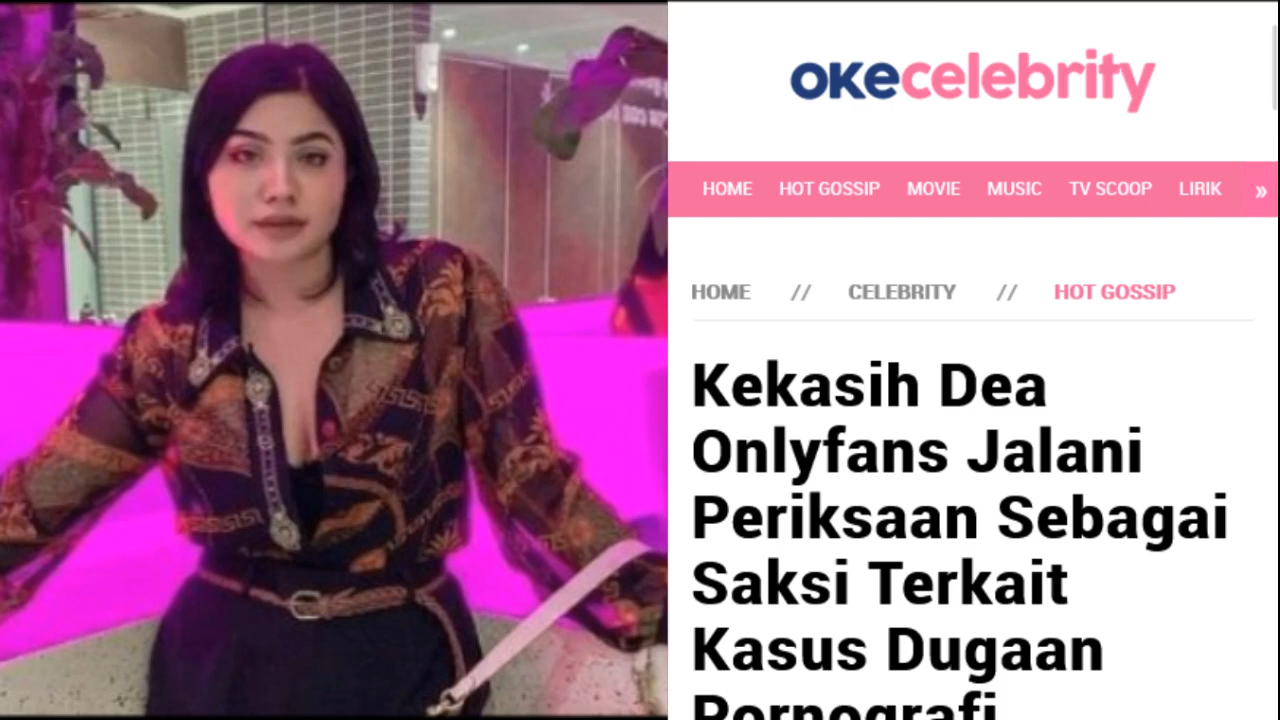 okecelebrity
HOME HOT GOSSIP MOVIE MUSIC TV SCOOP LIRIK »
HOME // CELEBRITY // HOT GOSSIP
Kekasih Dea
Onlyfans Jalani
Periksaan Sebagai
Saksi Terkait
Kasus Dugaan
Pornografi